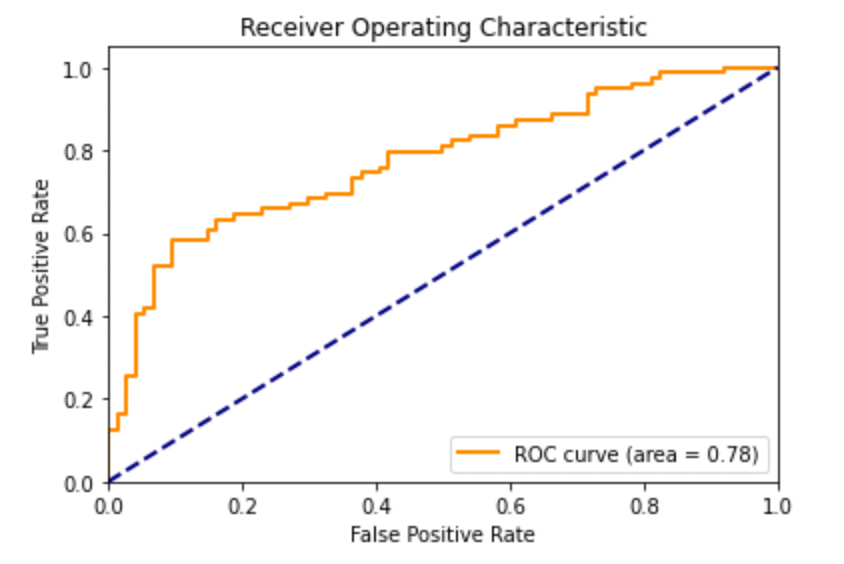 Receiver Operating Characteristic
1.0
0.8
0.6
0.4
0.2
0.0
True Positive Rate
ROC curve (area = 0.78)
0.0 0.2 0.4 0.6 0.8 1.0
False Positive Rate